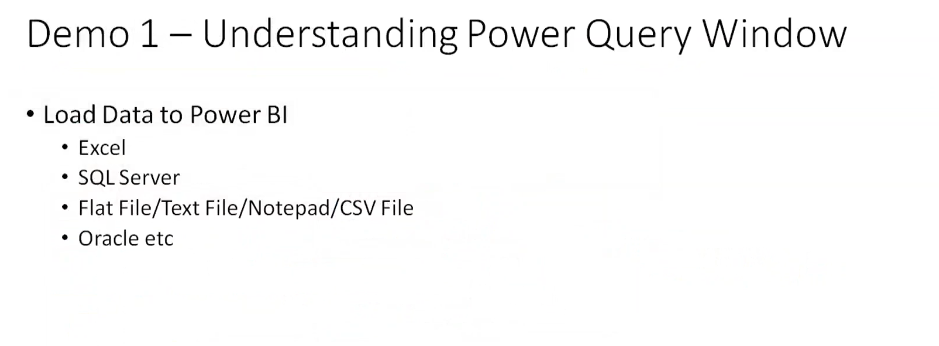 Demo 1 – Understanding Power Query Window
• Load Data to Power BI
• Excel
• SQL Server
• Flat File/Text File/Notepad/CSV File
• Oracle etc